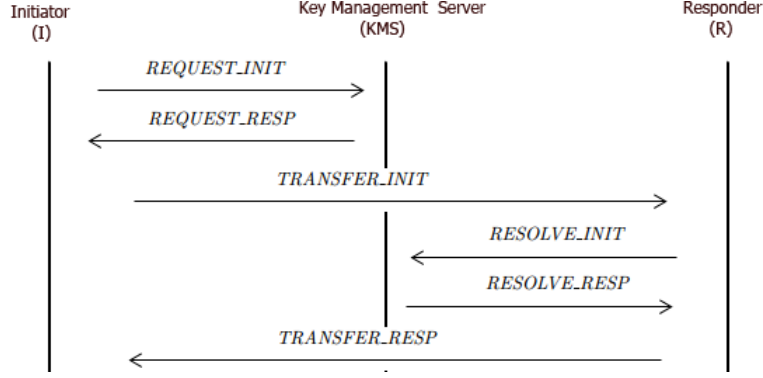 Initiator
(I)
Key Management Server
(KMS)
Responder
(R)
REQUEST_INIT
REQUEST_RESP
TRANSFER_INIT
RESOLVE_INIT
RESOLVE_RESP
TRANSFER_RESP